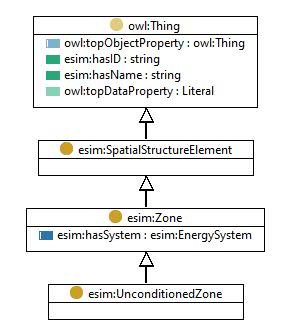 owl:Thing
owl:topObjectProperty : owl:Thing
esim:hasID : string
esim:hasName : string
owl:topDataProperty : Literal
esim:SpatialStructureElement
esim:Zone
esim:hasSystem : esim:EnergySystem
esim:UnconditionedZone